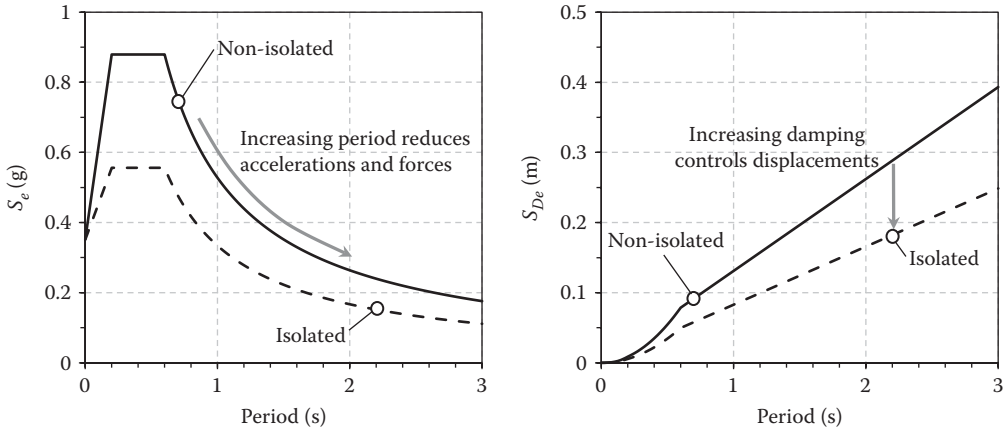 1
0.8
0.6
0.4
0.2
0
Se (g)
Non-isolated
Increasing period reduces
accelerations and forces
Isolated
0
1
2
3
Period (s)
0.5
0.4
0.3
0.2
0.1
0
SDe (m)
Increasing damping
controls displacements
Non-isolated
Isolated
0
1
2
3
Period (s)